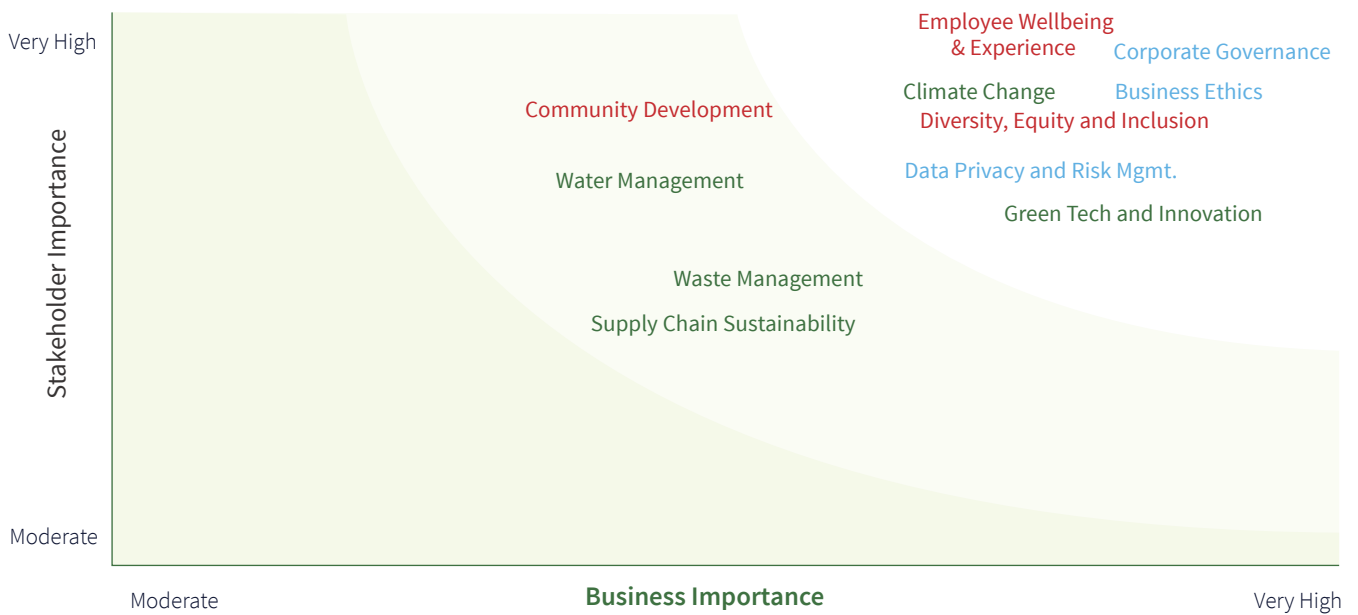 Very High
Stakeholder Importance
Moderate
Employee Wellbeing
& Experience
Corporate Governance
Climate Change
Business Ethics
Diversity, Equity and Inclusion
Community Development
Data Privacy and Risk Mgmt.
Water Management
Green Tech and Innovation
Waste Management
Supply Chain Sustainability
Moderate
Business Importance
Very High